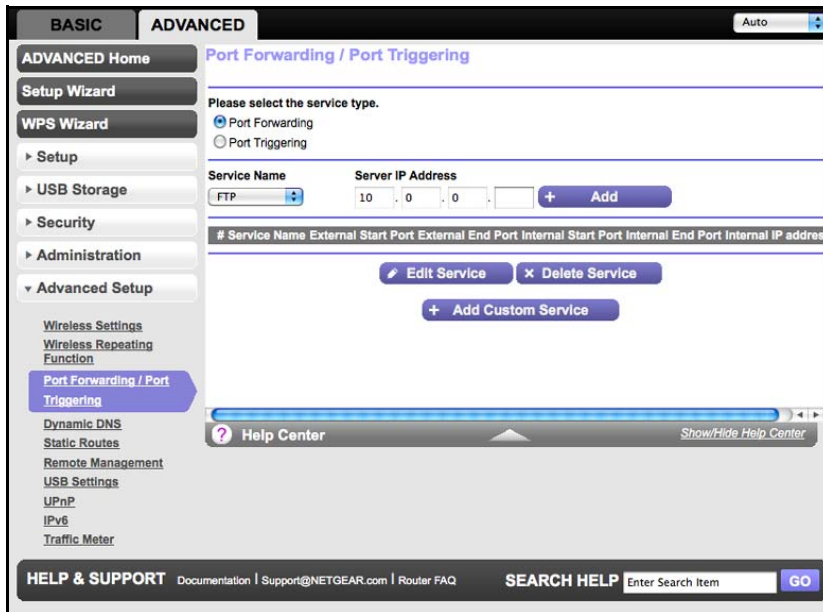 BASIC
ADVANCED
Auto
ADVANCED Home
Setup Wizard
WPS Wizard
Setup
USB Storage
Security
Administration
Advanced Setup
Wireless Settings
Wireless Repeating
Function
Port Forwarding / Port
Triggering
Dynamic DNS
Static Routes
Remote Management
USB Settings
UPnP
IPv6
Traffic Meter
Port Forwarding / Port Triggering
Please select the service type.
Port Forwarding
Port Triggering
Service Name Server IP Address
FTP 10 . 0 . 0 . + Add
# Service Name External Start Port External End Port Internal Start Port Internal End Port Internal IP addres
Edit Service × Delete Service
+ Add Custom Service
? Help Center Show/Hide Help Center
HELP & SUPPORT Documentation | Support@NETGEAR.com | Router FAQ SEARCH HELP Enter Search Item GO